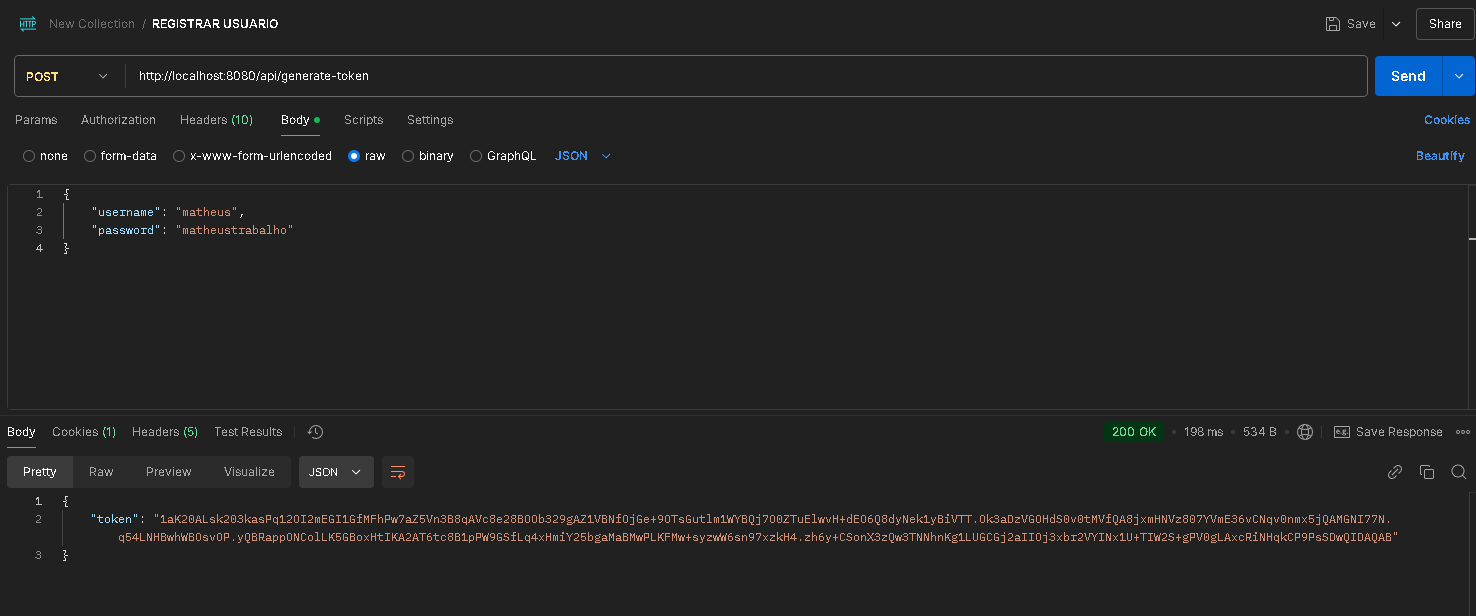 HTTP New Collection / REGISTRAR USUARIO Save Share
POST http://localhost:8080/api/generate-token Send
Params Authorization Headers (10) Body Scripts Settings Cookies
none form-data x-www-form-urlencoded raw binary GraphQL JSON Beautify
1 {
2 "username": "matheus",
3 "password": "matheustrabalho"
4 }
Body Cookies (1) Headers (5) Test Results 200 OK 198 ms 534 B e.g. Save Response
Pretty Raw Preview Visualize JSON
1 {
2 "token": "1aK20ALsk203kasPq12OI2mEGI1GfMFhPw7aZ5Vn3B8qAVc8e28BOOb329gAZ1VBNfOjGe+9OTsGutlm1WYBQj7O0ZTuElwvH+dEO6Q8dyNek1yBiVTT.Ok3aDzVGOHdS0v0tMVfQA8jxmHNVz807YVmE36vCNqv0nmx5jQAMGNI77N.
q54LNHBwhWBOsvOP.yQBRappONColLK5GBoxHtIKA2AT6tc8B1pPW9GSfLq4xHmiY25bgaMaBMwPLKFMw+syzwW6sn97xzkH4.zh6y+CSonX3zQw3TNNhnKg1LUGCGj2aIIOj3xbr2VYINx1U+TIW2S+gPV0gLAxcRiNHqkCP9PsSDwQIDAQAB"
3 }